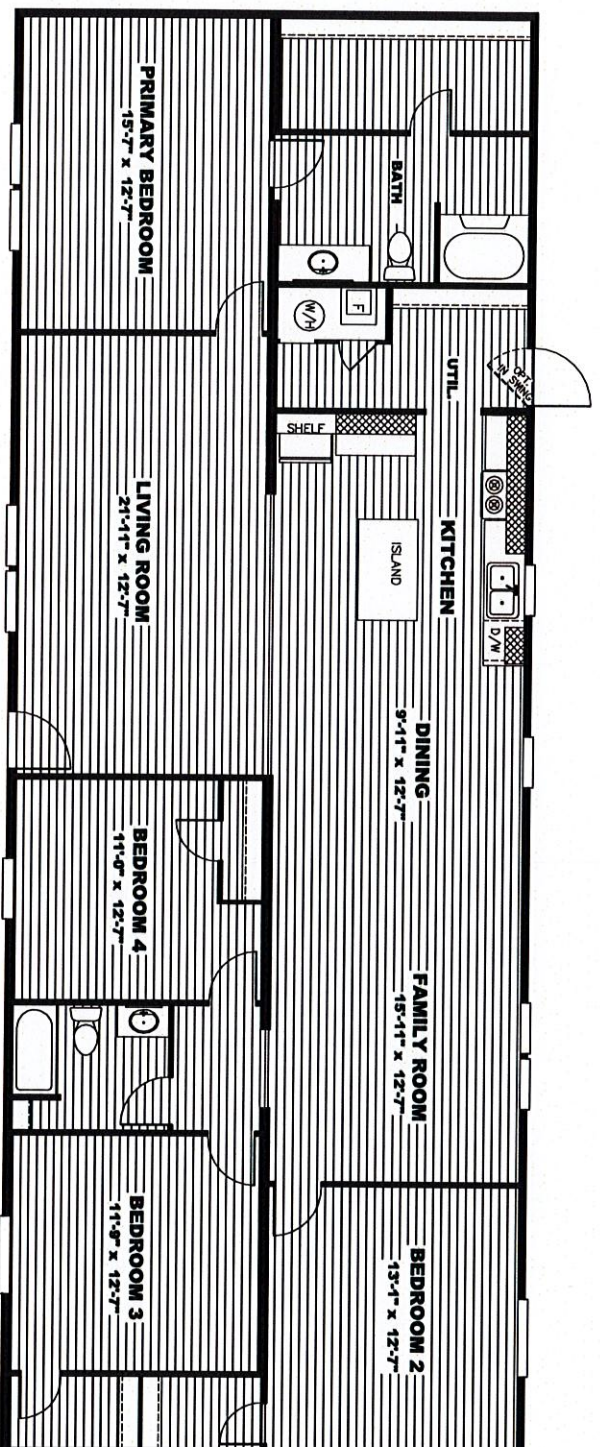 PRIMARY BEDROOM
15'-7" x 12'-7"
BATH
W/H
F
UTIL.
OPT.
IN SWING
SHELF
LIVING ROOM
21'-11" x 12'-7"
KITCHEN
ISLAND
D/W
DINING
9'-11" x 12'-7"
BEDROOM 4
11'-0" x 12'-7"
FAMILY ROOM
15'-11" x 12'-7"
BEDROOM 3
11'-9" x 12'-7"
BEDROOM 2
13'-1" x 12'-7"